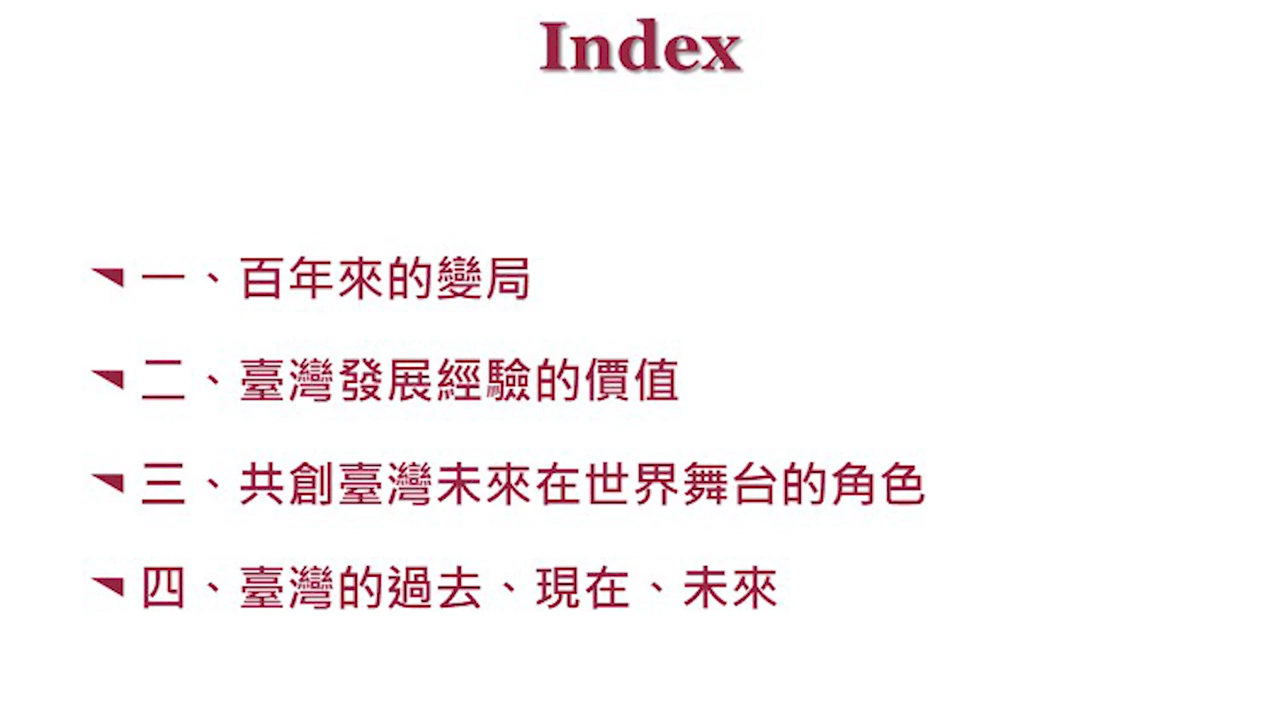 Index
一、百年來的變局
二、臺灣發展經驗的價值
三、共創臺灣未來在世界舞台的角色
四、臺灣的過去、現在、未來